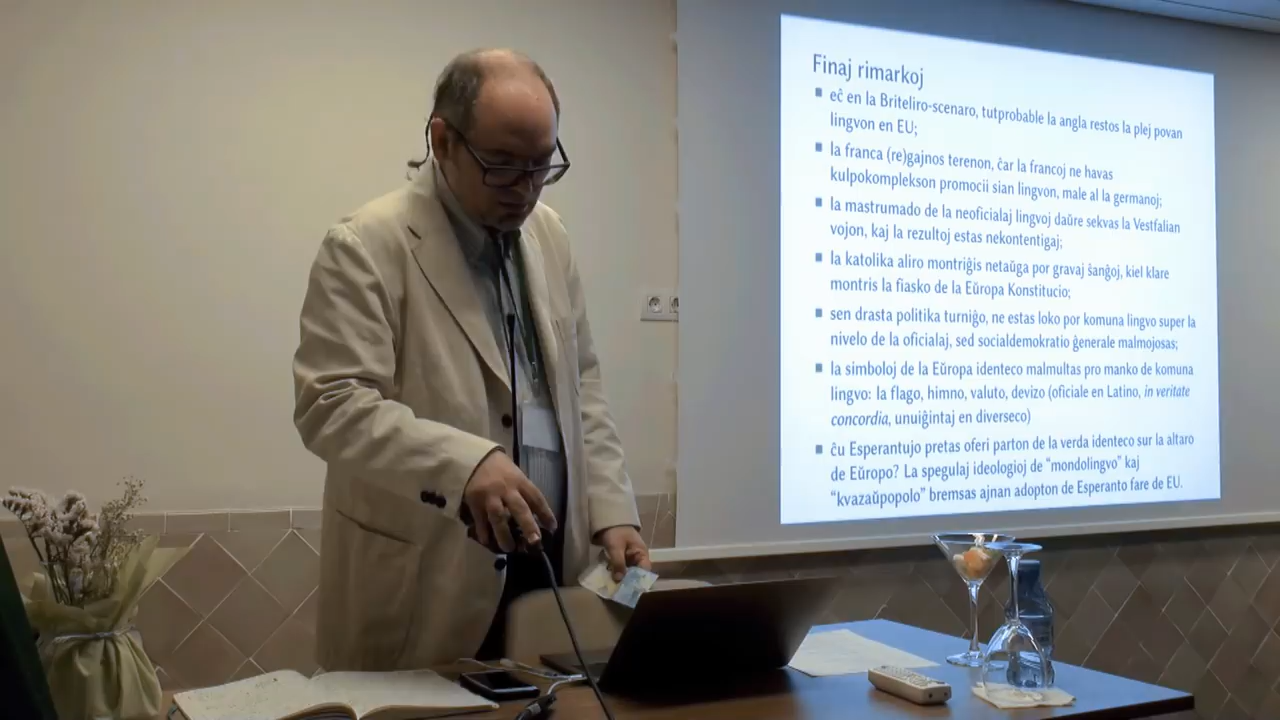 Finaj rimarkoj
▪ eĉ en la Briteliro-scenaro, tutprobable la angla restos la plej povan
lingvon en EU;
▪ la franca (re)gajnos terenon, ĉar la francoj ne havas
kulpokomplekson promocii sian lingvon, male al la germanoj;
▪ la mastrumado de la neoficialaj lingvoj daŭre sekvas la Vestfalian
vojon, kaj la rezultoj estas nekontentigaj;
▪ la katolika aliro montriĝis netaŭga por gravaj ŝanĝoj, kiel klare
montris la fiasko de la Eŭropa Konstitucio;
▪ sen drasta politika turniĝo, ne estas loko por komuna lingvo super la
nivelo de la oficialaj, sed socialdemokratio ĝenerale malmojosas;
▪ la simboloj de la Eŭropa identeco malmultas pro manko de komuna
lingvo: la flago, himno, valuto, devizo (oficiale en Latino, in veritate
concordia, unuiĝintaj en diverseco)
▪ ĉu Esperantujo pretas oferi parton de la verda identeco sur la altaro
de Eŭropo? La spegulaj ideologioj de "mondolingvo" kaj
"kvazaŭpopolo" bremsas ajnan adopton de Esperanto fare de EU.